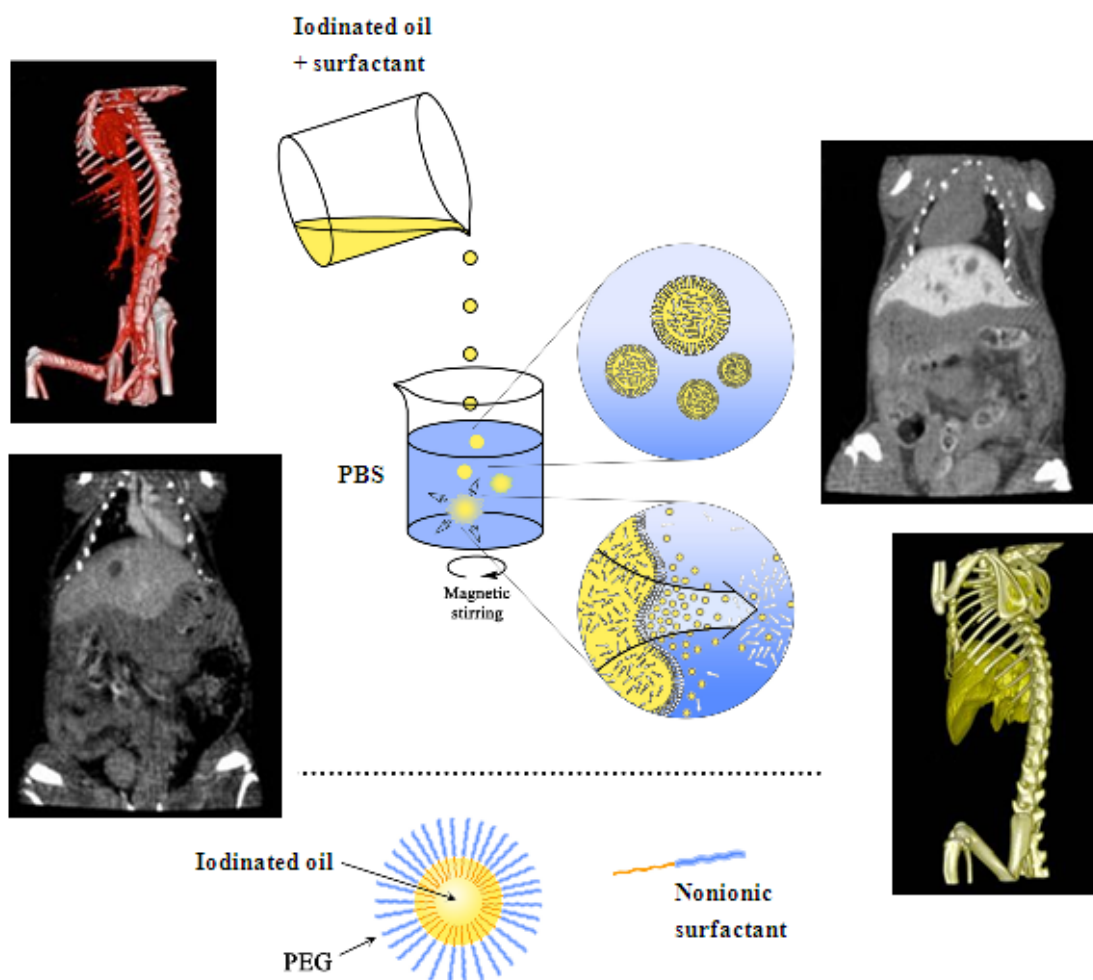 Iodinated oil
+ surfactant
PBS
Magnetic
stirring
Iodinated oil
PEG
Nonionic
surfactant